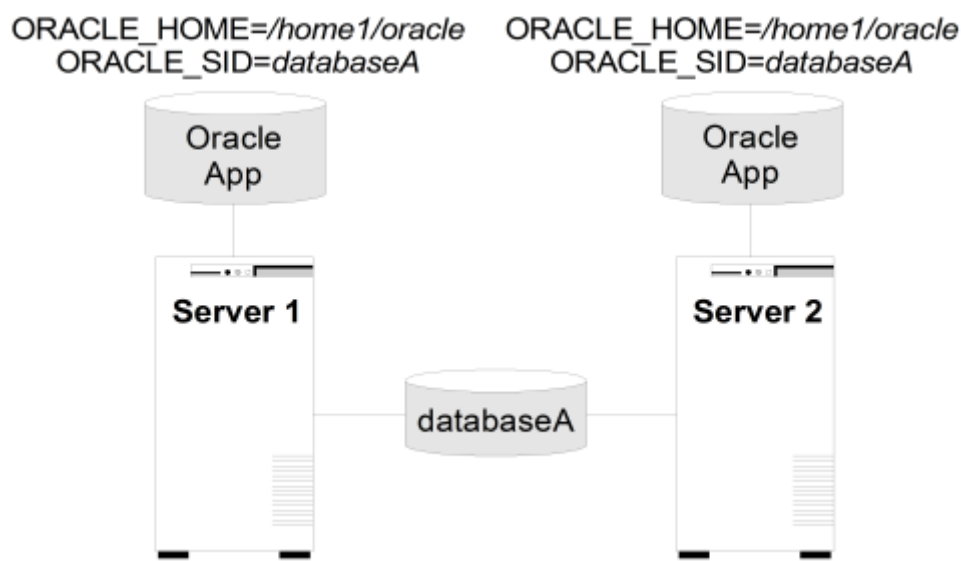 ORACLE_HOME=/home1/oracle
ORACLE_SID=databaseA
ORACLE_HOME=/home1/oracle
ORACLE_SID=databaseA
Oracle
App
Oracle
App
Server 1
Server 2
databaseA